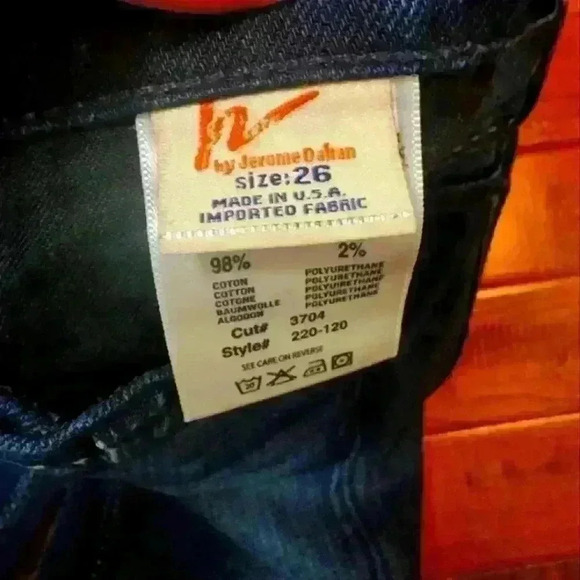 by Jerome Dahan
size:26
MADE IN U.S.A.
IMPORTED FABRIC
98% 2%
COTON POLYURETHANE
COTTON POLYURETHANE
COTONE POLYURETHANE
BAUMWOLLE POLYURETHANE
ALGODON POLYURETHANE
Cut# 3704
Style# 220-120
SEE CARE ON REVERSE